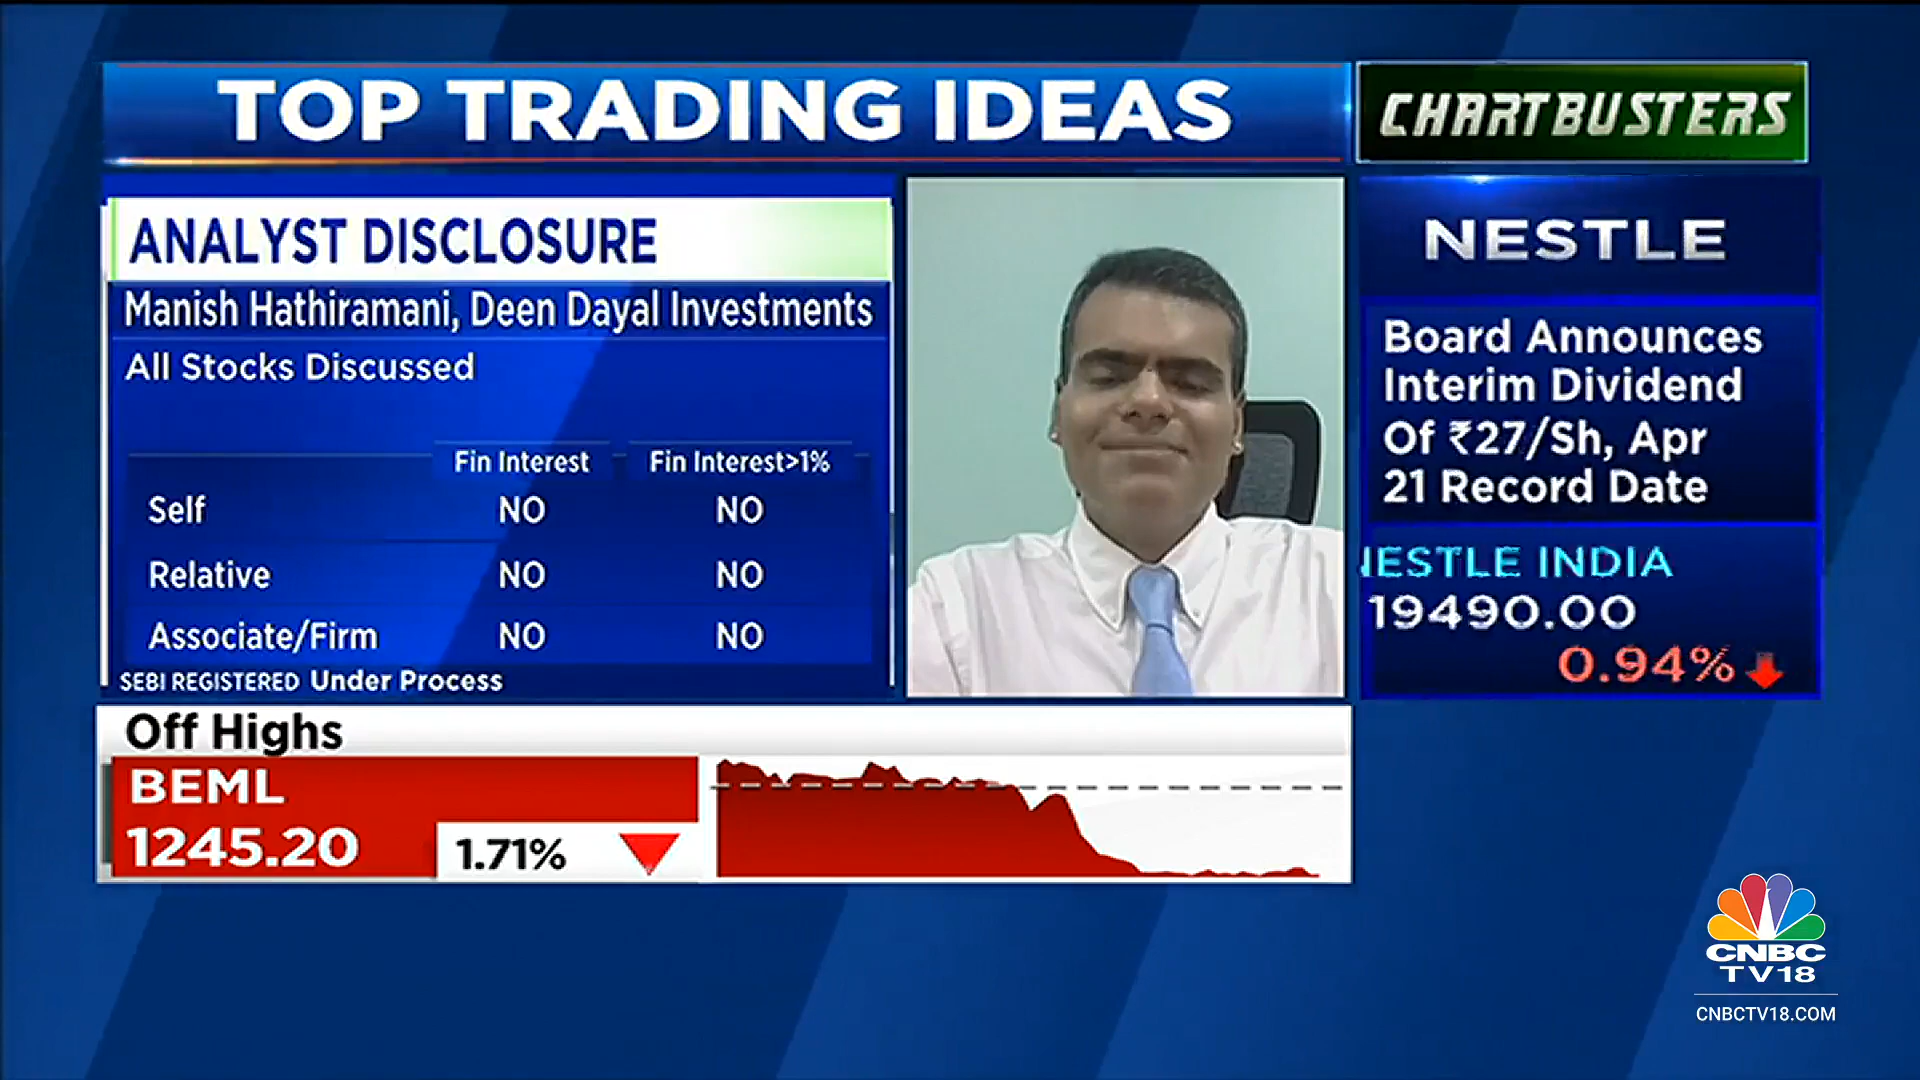 TOP TRADING IDEAS
CHARTBUSTERS
ANALYST DISCLOSURE
Manish Hathiramani, Deen Dayal Investments
All Stocks Discussed
Fin Interest Fin Interest>1%
Self NO NO
Relative NO NO
Associate/Firm NO NO
SEBI REGISTERED Under Process
NESTLE
Board Announces
Interim Dividend
Of ₹27/Sh, Apr
21 Record Date
NESTLE INDIA
19490.00
0.94%
Off Highs
BEML
1245.20
1.71%
CNBC
TV18
CNBCTV18.COM